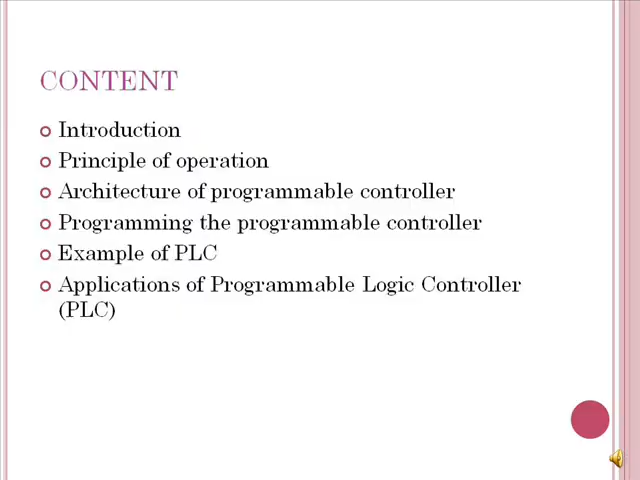 CONTENT
Introduction
Principle of operation
Architecture of programmable controller
Programming the programmable controller
Example of PLC
Applications of Programmable Logic Controller
(PLC)